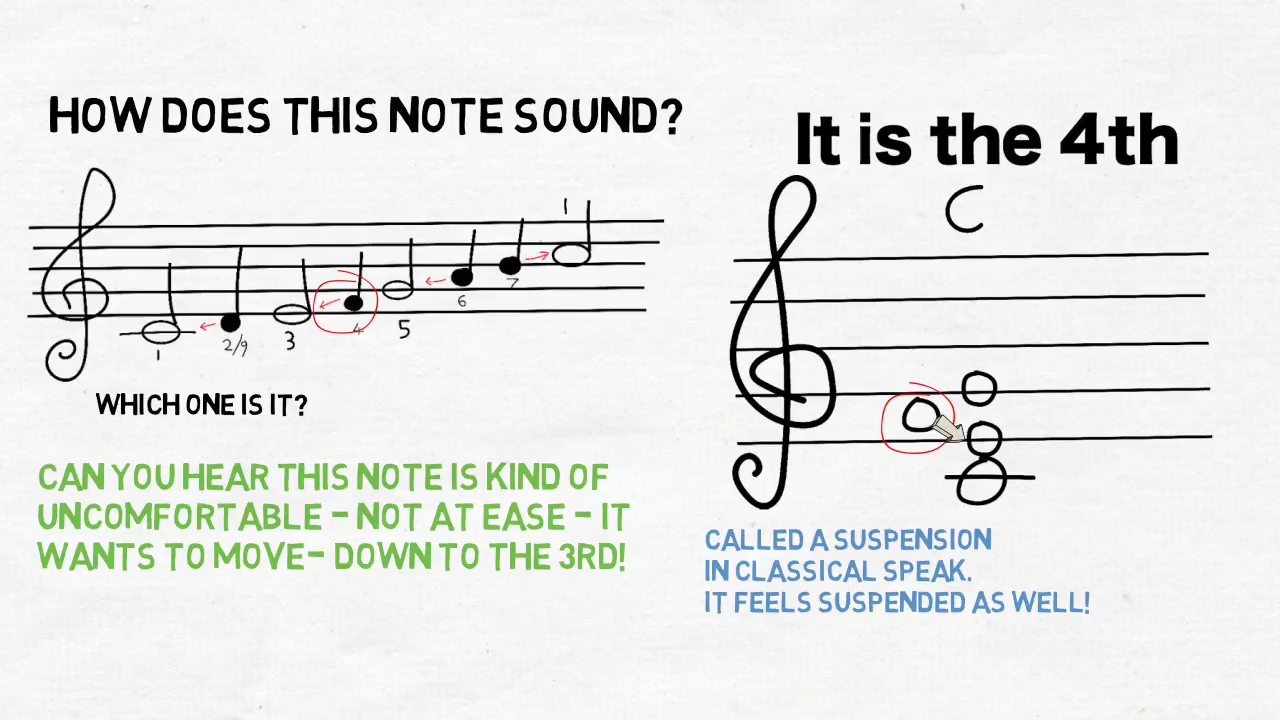 HOW DOES THIS NOTE SOUND?
1
1
2/9
3
4
5
6
7
WHICH ONE IS IT?
CAN YOU HEAR THIS NOTE IS KIND OF
UNCOMFORTABLE - NOT AT EASE - IT
WANTS TO MOVE- DOWN TO THE 3RD!
It is the 4th
C
CALLED A SUSPENSION
IN CLASSICAL SPEAK.
IT FEELS SUSPENDED AS WELL!